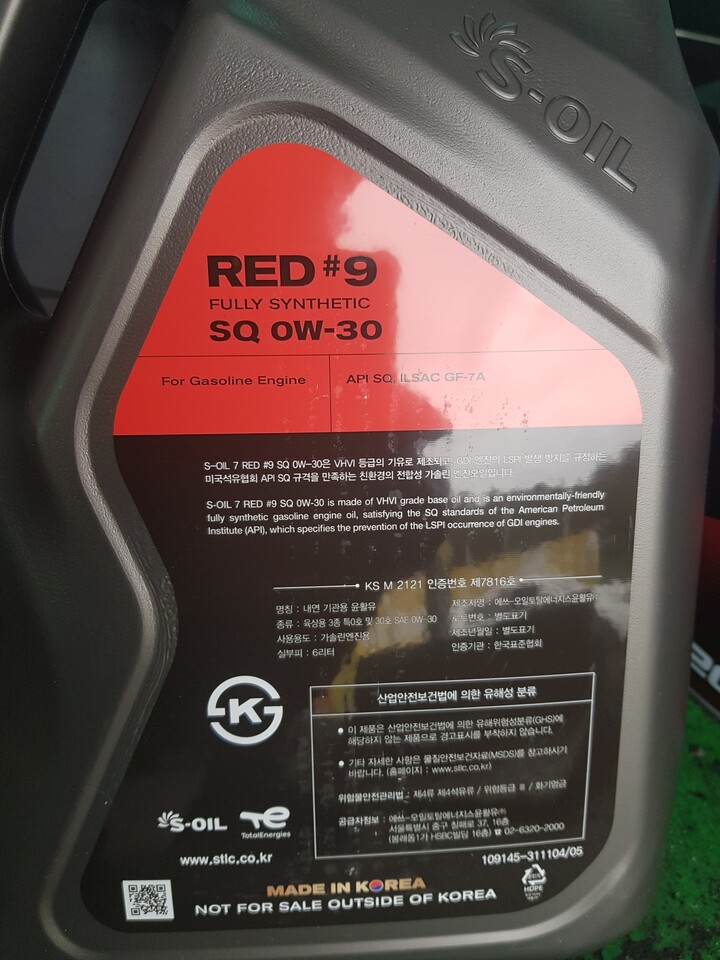 S-OIL
RED #9
FULLY SYNTHETIC
SQ 0W-30
For Gasoline Engine
API SQ, ILSAC GF-7A
S-OIL 7 RED #9 SQ 0W-30은 VHVI 등급의 기유로 제조되고, GDI 엔진의 LSPI 발생 방지를 규정하는
미국석유협회 API SQ 규격을 만족하는 친환경의 전합성 가솔린 엔진오일입니다.
S-OIL 7 RED #9 SQ 0W-30 is made of VHVI grade base oil and is an environmentally-friendly
fully synthetic gasoline engine oil, satisfying the SQ standards of the American Petroleum
Institute (API), which specifies the prevention of the LSPI occurrence of GDI engines.
KS M 2121 인증번호 제7816호
명칭 : 내연 기관용 윤활유
종류 : 육상용 3종 특0호 및 30호 SAE 0W-30
사용용도 : 가솔린엔진용
실부피 : 6리터
제조자명 : 에쓰-오일토탈에너지스윤활유㈜
로트번호 : 별도표기
제조년월일 : 별도표기
인증기관 : 한국표준협회
K
산업안전보건법에 의한 유해성 분류
• 이 제품은 산업안전보건법에 의한 유해위험성분류(GHS)에
해당하지 않는 제품으로 경고표시를 부착하지 않습니다.
• 기타 자세한 사항은 물질안전보건자료(MSDS)를 참고하시기
바랍니다. (홈페이지 : www.stlc.co.kr)
위험물안전관리법 : 제4류 제4석유류 / 위험등급 Ⅲ / 화기엄금
공급자정보 : 에쓰-오일토탈에너지스윤활유㈜
서울특별시 중구 칠패로 37, 16층
(봉래동1가 HSBC빌딩 16층) ☎ 02-6320-2000
S-OIL
TotalEnergies
www.stlc.co.kr
109145-311104/05
HDPE
MADE IN KOREA
NOT FOR SALE OUTSIDE OF KOREA